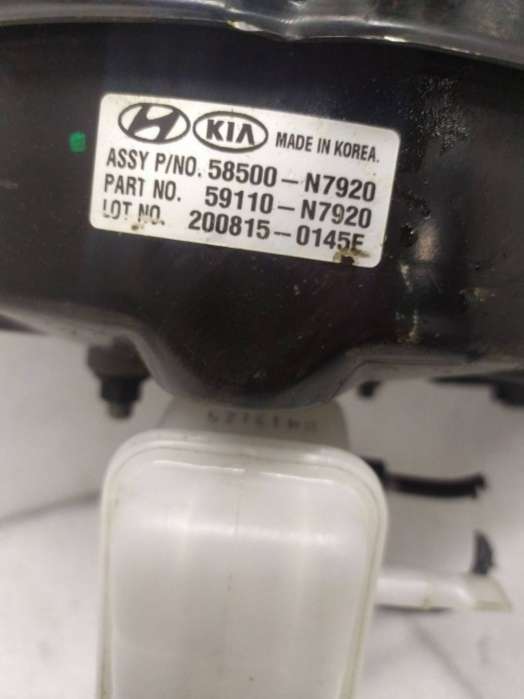 KIA MADE IN KOREA.
ASSY P/NO. 58500-N7920
PART NO. 59110-N7920
LOT NO. 200815-0145E